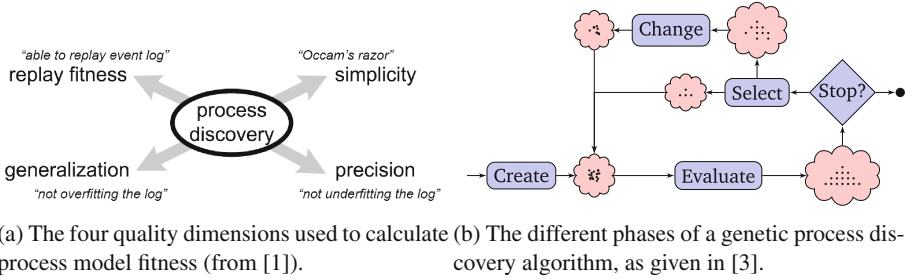 “able to replay event log”
replay fitness
“Occam’s razor”
simplicity
process
discovery
generalization
“not overfitting the log”
precision
“not underfitting the log”
Change
Select
Stop?
Create
Evaluate
(a) The four quality dimensions used to calculate
process model fitness (from [1]).
(b) The different phases of a genetic process dis-
covery algorithm, as given in [3].